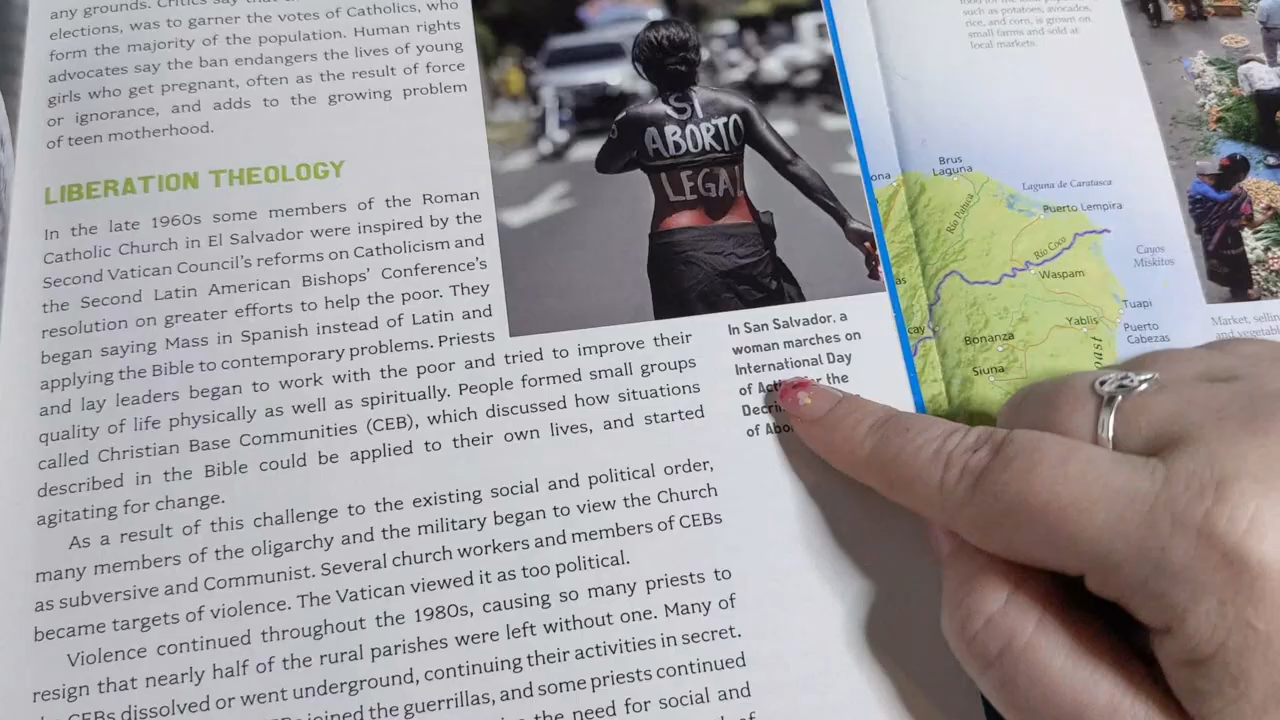 any grounds. Critics say that
elections, was to garner the votes of Catholics, who
form the majority of the population. Human rights
advocates say the ban endangers the lives of young
girls who get pregnant, often as the result of force
or ignorance, and adds to the growing problem
of teen motherhood.
LIBERATION THEOLOGY
In the late 1960s some members of the Roman
Catholic Church in El Salvador were inspired by the
Second Vatican Council's reforms on Catholicism and
the Second Latin American Bishops' Conference's
resolution on greater efforts to help the poor. They
began saying Mass in Spanish instead of Latin and
applying the Bible to contemporary problems. Priests
and lay leaders began to work with the poor and tried to improve their
quality of life physically as well as spiritually. People formed small groups
called Christian Base Communities (CEB), which discussed how situations
described in the Bible could be applied to their own lives, and started
agitating for change.
As a result of this challenge to the existing social and political order,
many members of the oligarchy and the military began to view the Church
as subversive and Communist. Several church workers and members of CEBs
became targets of violence. The Vatican viewed it as too political.
Violence continued throughout the 1980s, causing so many priests to
resign that nearly half of the rural parishes were left without one. Many of
CEBs dissolved or went underground, continuing their activities in secret.
joined the guerrillas, and some priests continued
the need for social and
SÍ
ABORTO
LEGAL
In San Salvador, a
woman marches on
International Day
of the
of
such as potatoes, avocados,
rice, and corn, is grown on
small farms and sold at
local markets.
Brus
Laguna
Laguna de Caratasca
Río Patuca
Puerto Lempira
Río Coco
Cayos
Miskitos
Waspam
Tuapi
Yablis
Puerto
Cabezas
Bonanza
Siuna
Market, sellin
and vegetab